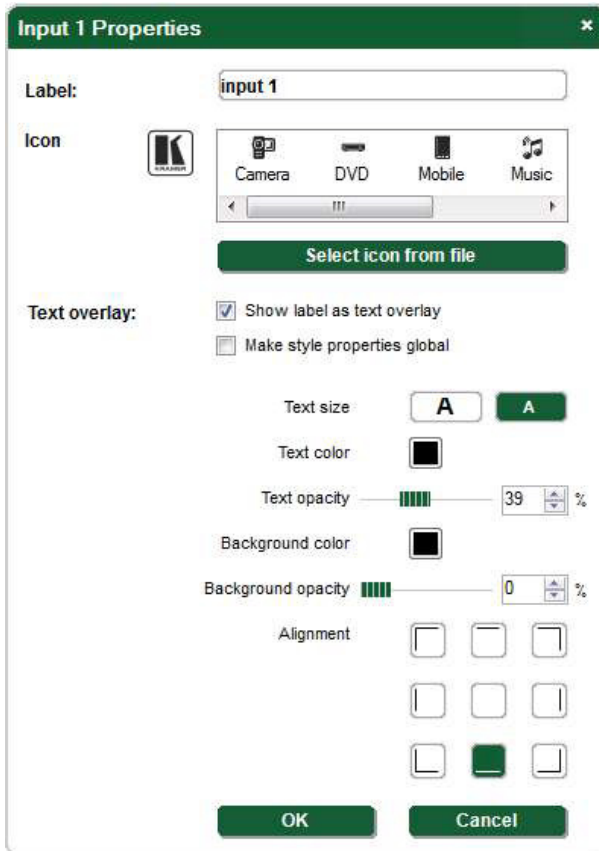 Input 1 Properties ×
Label: input 1
Icon
KRAMER
Camera DVD Mobile Music
Select icon from file
Text overlay: Show label as text overlay
Make style properties global
Text size A A
Text color
Text opacity 39 %
Background color
Background opacity 0 %
Alignment
OK Cancel